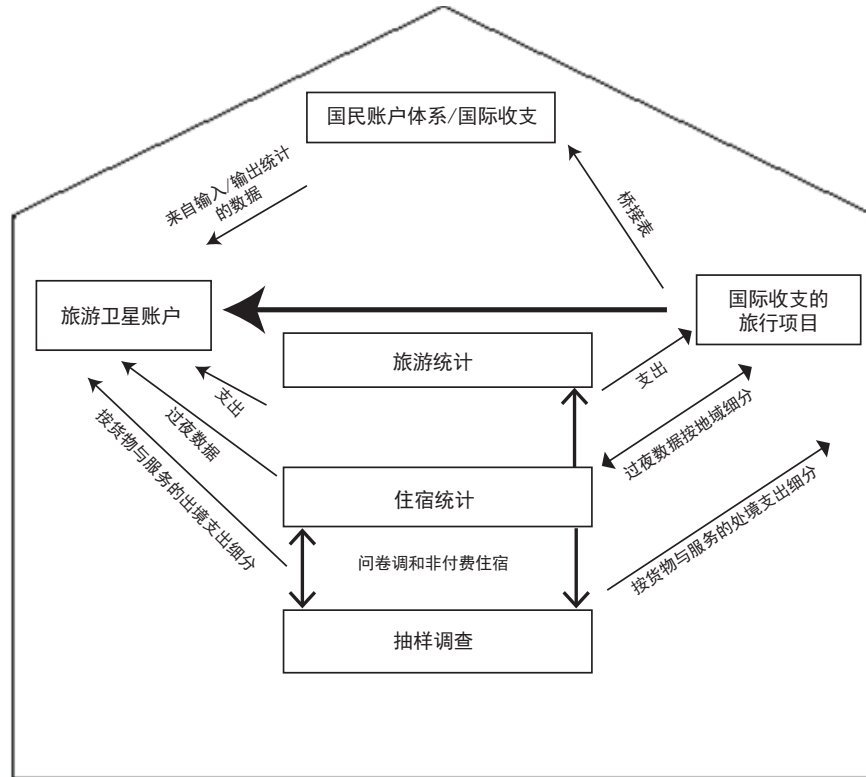 国民账户体系/国际收支
来自输入/输出统计
的数据
桥接表
旅游卫星账户
国际收支的
旅行项目
旅游统计
支出
支出
过夜数据
过夜数据按地域细分
按货物与服务的出境支出细分
住宿统计
按货物与服务的处境支出细分
问卷调和非付费住宿
抽样调查